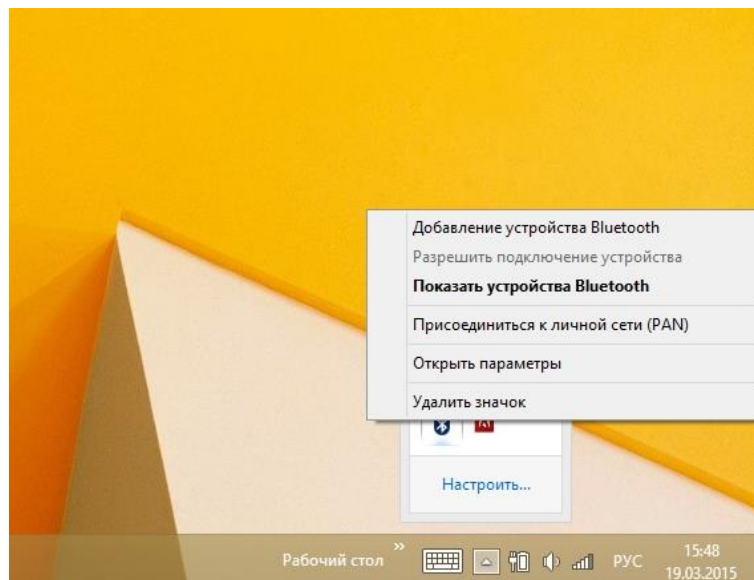 Добавление устройства Bluetooth
Разрешить подключение устройства
Показать устройства Bluetooth
Присоединиться к личной сети (PAN)
Открыть параметры
Удалить значок
Настроить...
Рабочий стол » РУС 15:48
19.03.2015